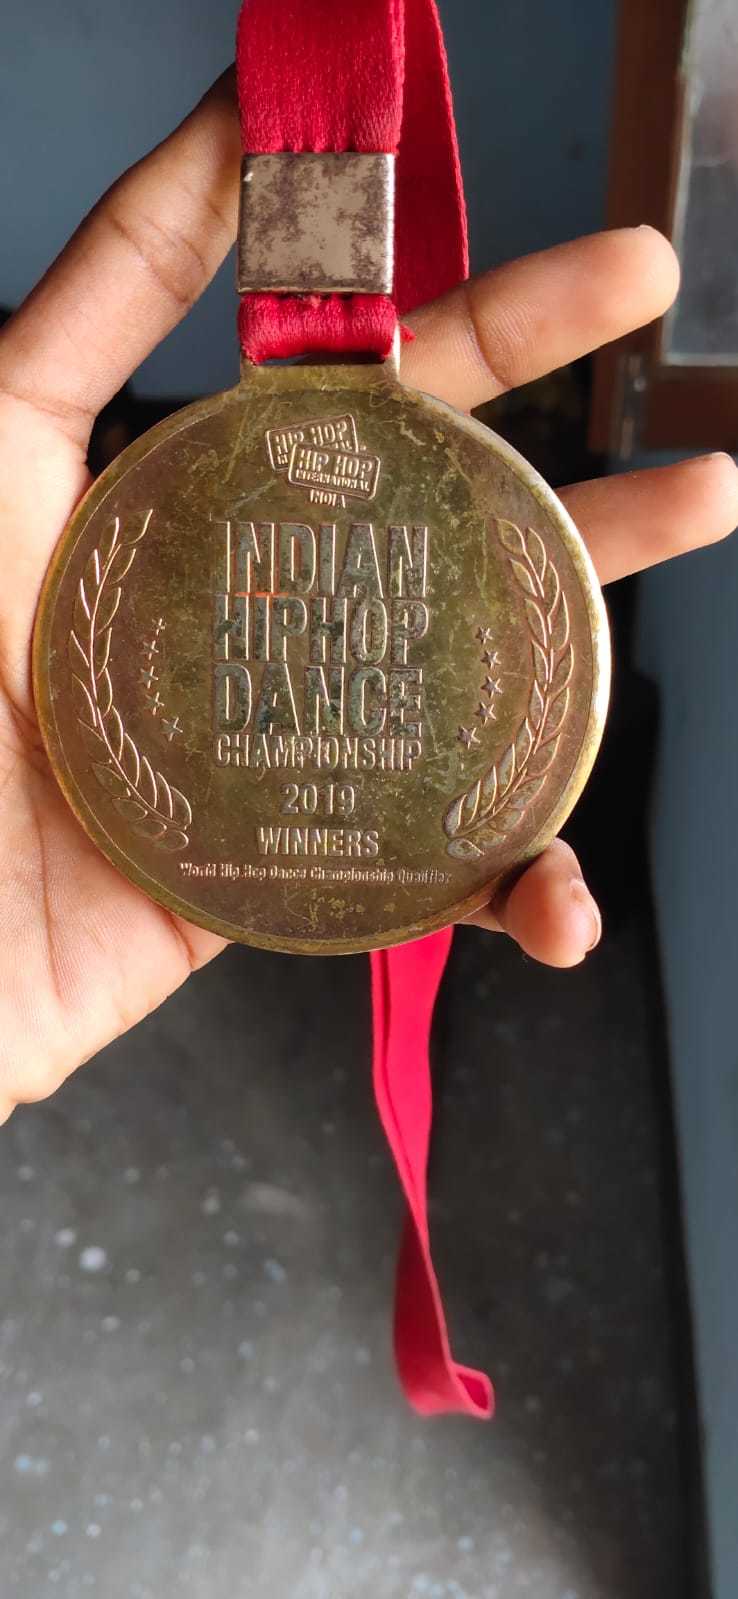 HIP HOP
HIP HOP
INTERNATIONAL
INDIA
INDIAN
HIPHOP
DANCE
CHAMPIONSHIP
2019
WINNERS
World Hip Hop Dance Championship Qualifier